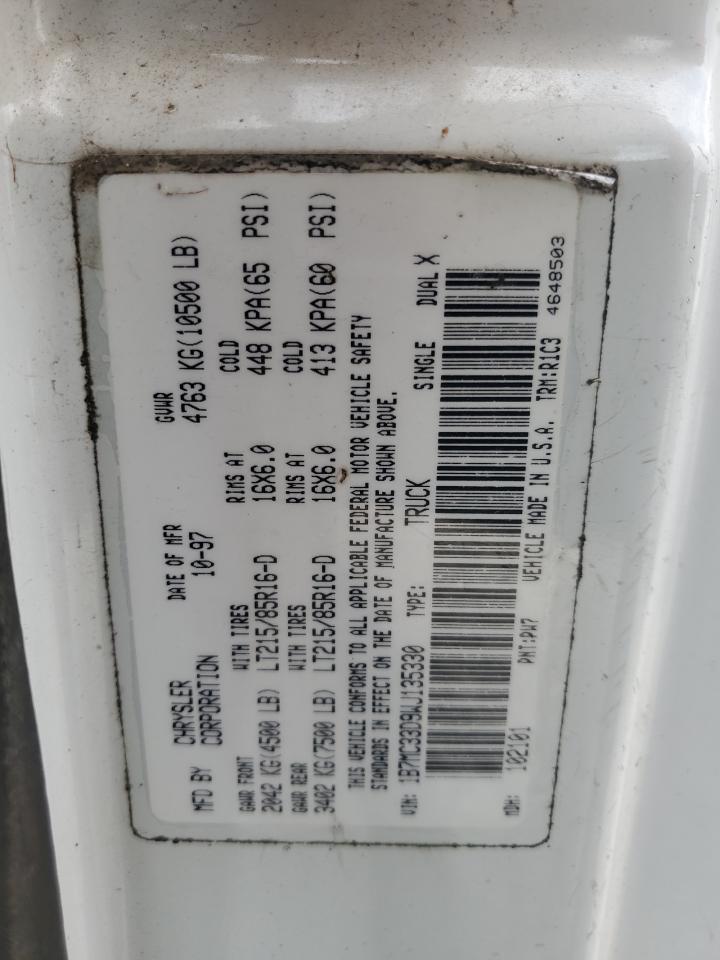 MFD BY CHRYSLER CORPORATION DATE OF MFR 10-97 GVWR 4763 KG(10500 LB)
GAWR FRONT WITH TIRES RIMS AT COLD
2042 KG(4500 LB) LT215/85R16-D 16X6.0 448 KPA(65 PSI)
GAWR REAR WITH TIRES RIMS AT COLD
3402 KG(7500 LB) LT215/85R16-D 16X6.0 413 KPA(60 PSI)
THIS VEHICLE CONFORMS TO ALL APPLICABLE FEDERAL MOTOR VEHICLE SAFETY
STANDARDS IN EFFECT ON THE DATE OF MANUFACTURE SHOWN ABOVE.
VIN: 1B7MC33D9WJ135330 TYPE: TRUCK SINGLE DUAL X
MDH: 102101 PNT:PW7 VEHICLE MADE IN U.S.A. TRM:R1C3
4648503